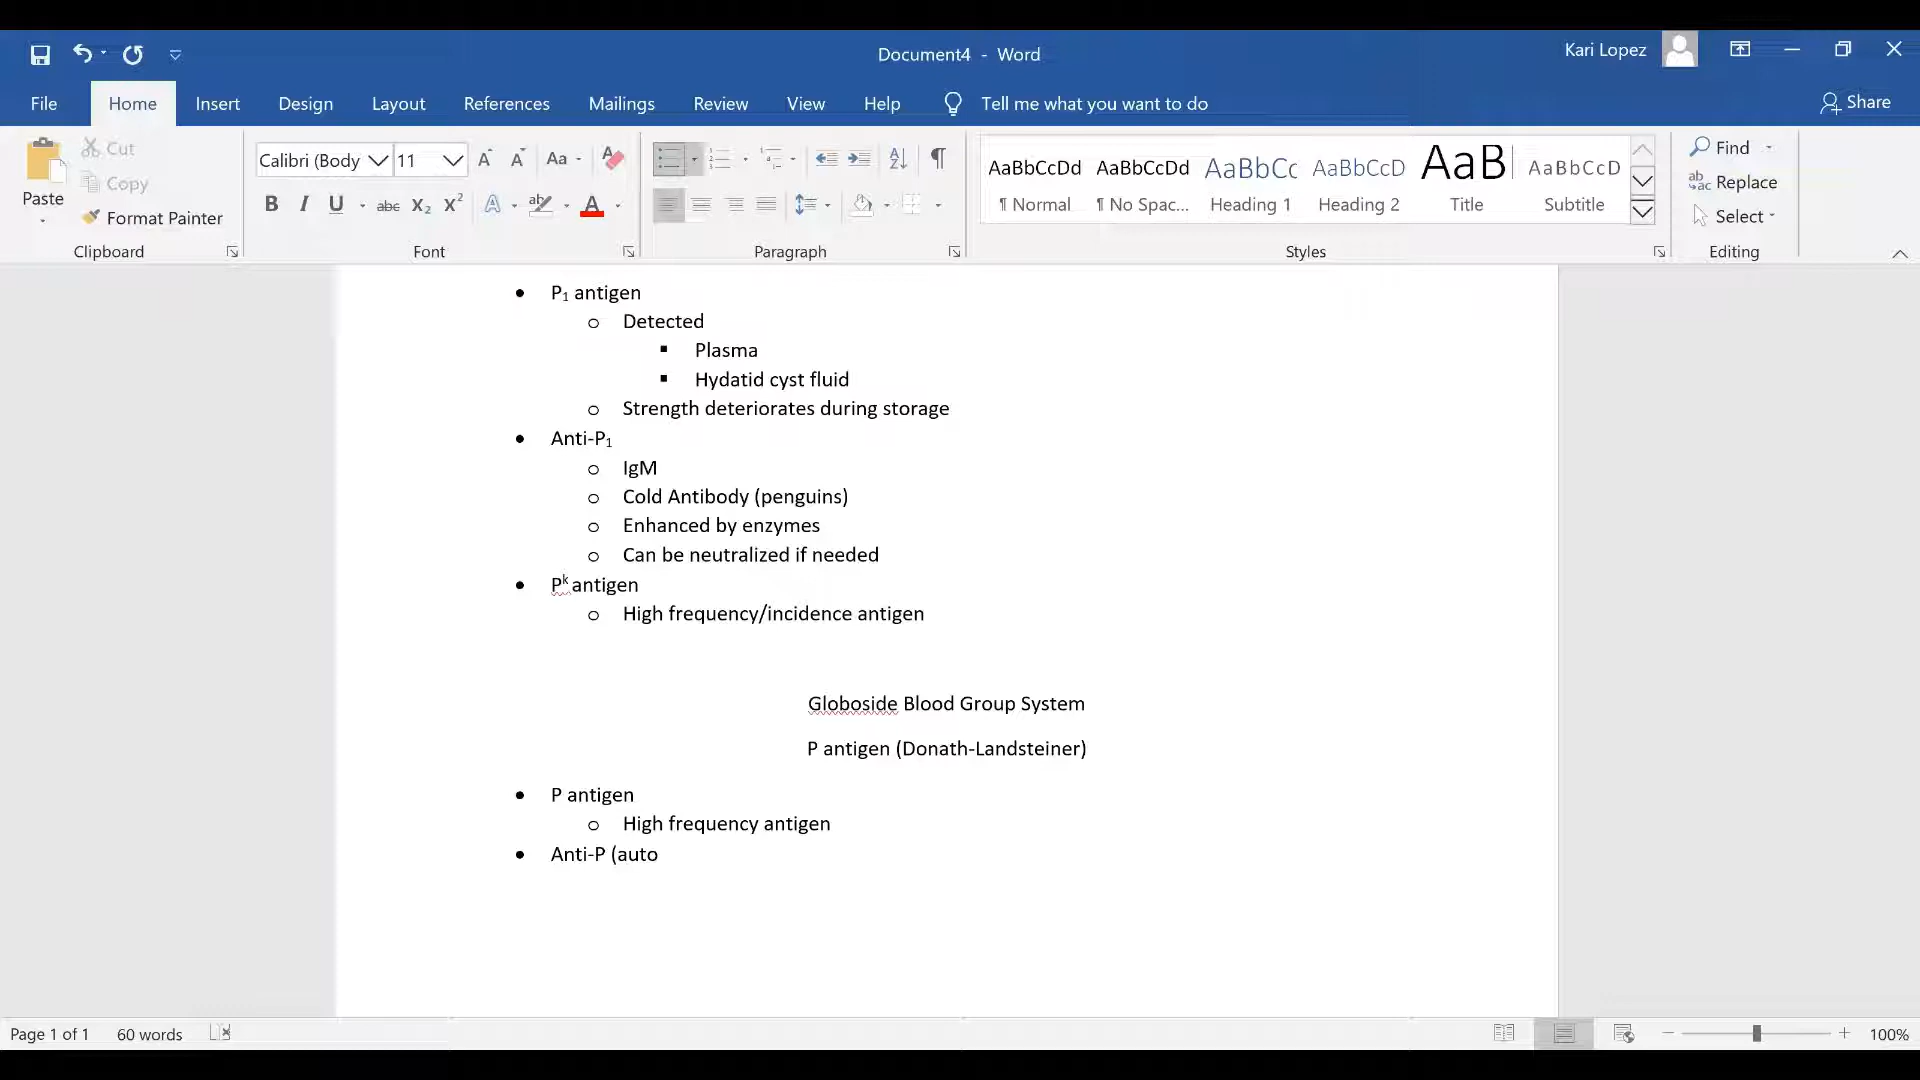 Document4 - Word
Kari Lopez
File Home Insert Design Layout References Mailings Review View Help Tell me what you want to do Share
Paste
Cut
Copy
Format Painter
Clipboard
Calibri (Body 11
Font
Paragraph
AaBbCcDd AaBbCcDd AaBbCc AaBbCcD AaB AaBbCcD
¶ Normal ¶ No Spac... Heading 1 Heading 2 Title Subtitle
Styles
Find
Replace
Select
Editing
• P₁ antigen
o Detected
▪ Plasma
▪ Hydatid cyst fluid
o Strength deteriorates during storage
• Anti-P₁
o IgM
o Cold Antibody (penguins)
o Enhanced by enzymes
o Can be neutralized if needed
• Pᵏ antigen
o High frequency/incidence antigen
Globoside Blood Group System
P antigen (Donath-Landsteiner)
• P antigen
o High frequency antigen
• Anti-P (auto
Page 1 of 1 60 words 100%